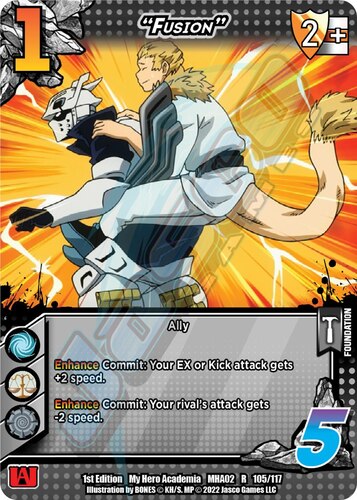 1
"Fusion"
2 +
Ally
Enhance Commit: Your EX or Kick attack gets
+2 speed.
Enhance Commit: Your rival's attack gets
-2 speed.
FOUNDATION
5
1st Edition My Hero Academia MHA02 R 105/117
Illustration by BONES © KH/S. MP © 2022 Jasco Games LLC